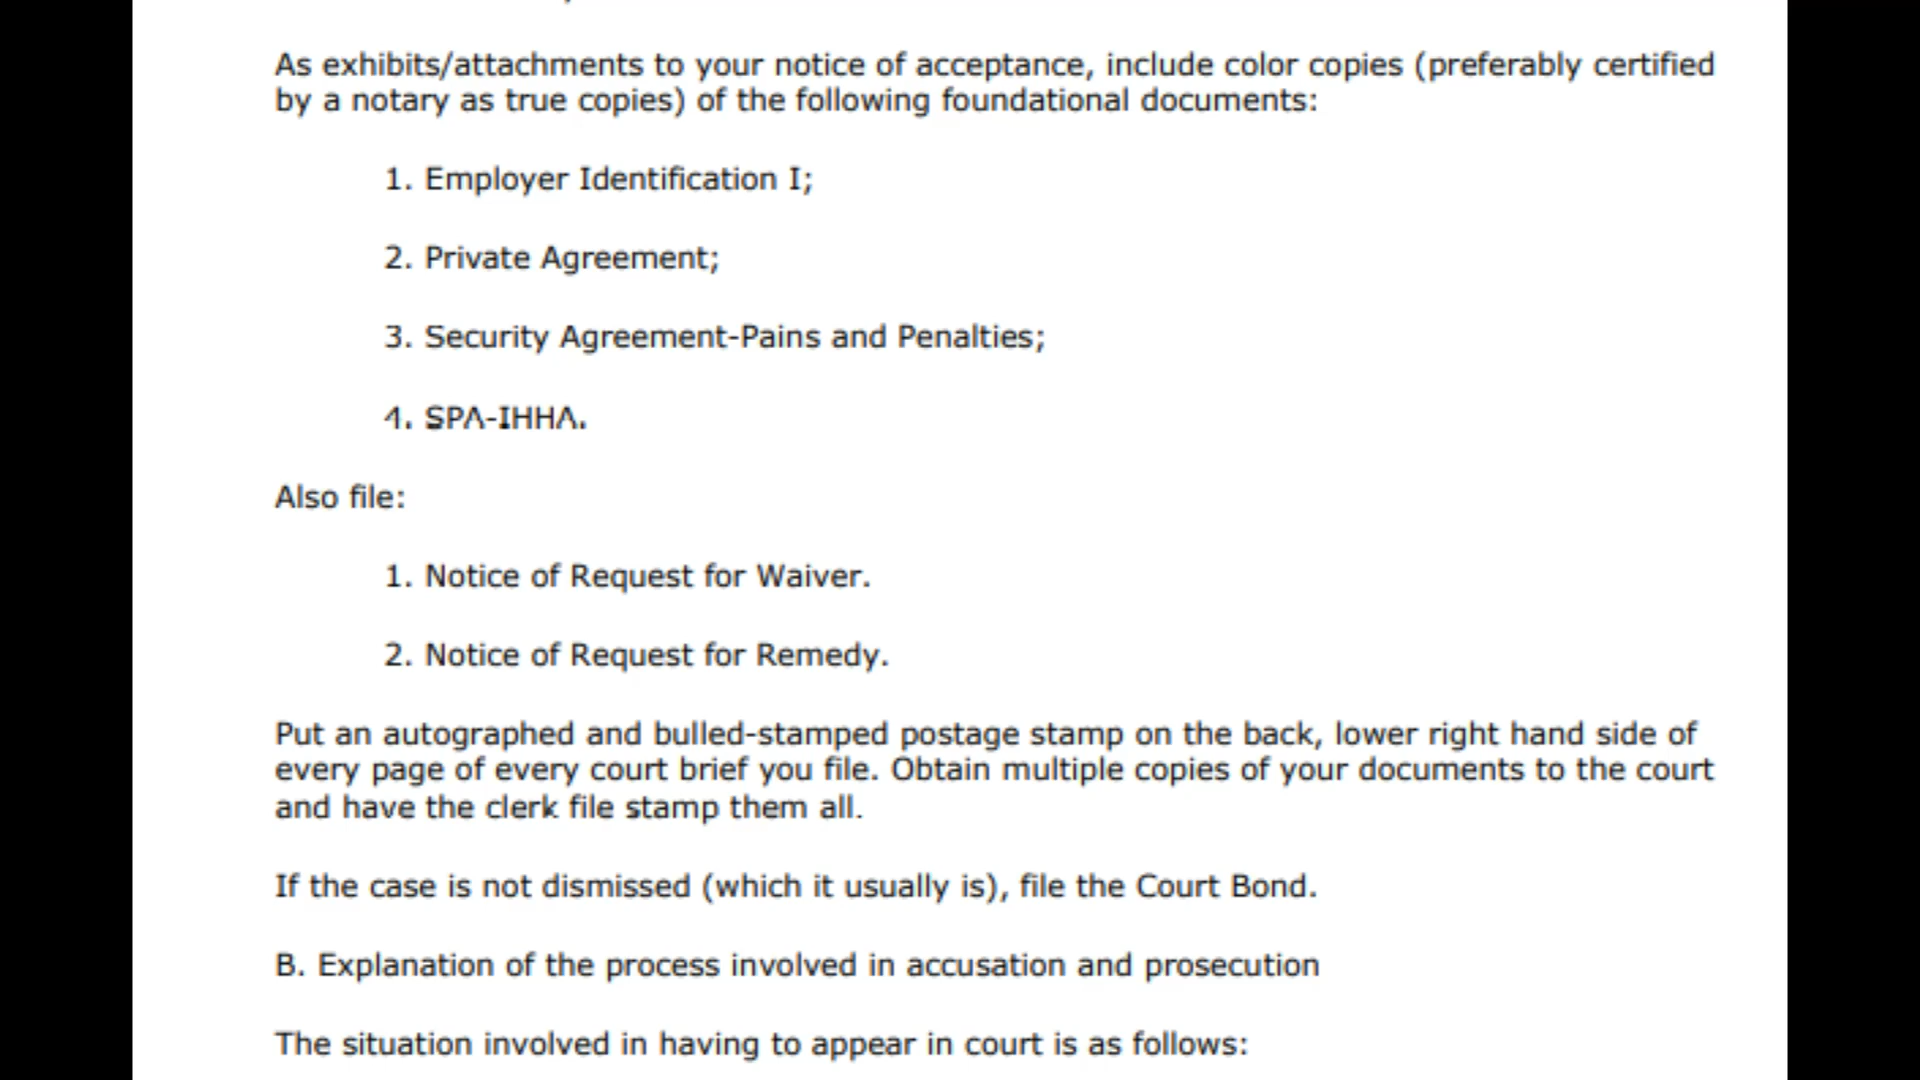 As exhibits/attachments to your notice of acceptance, include color copies (preferably certified
by a notary as true copies) of the following foundational documents:
1. Employer Identification I;
2. Private Agreement;
3. Security Agreement-Pains and Penalties;
4. SPA-IHHA.
Also file:
1. Notice of Request for Waiver.
2. Notice of Request for Remedy.
Put an autographed and bulled-stamped postage stamp on the back, lower right hand side of
every page of every court brief you file. Obtain multiple copies of your documents to the court
and have the clerk file stamp them all.
If the case is not dismissed (which it usually is), file the Court Bond.
B. Explanation of the process involved in accusation and prosecution
The situation involved in having to appear in court is as follows: